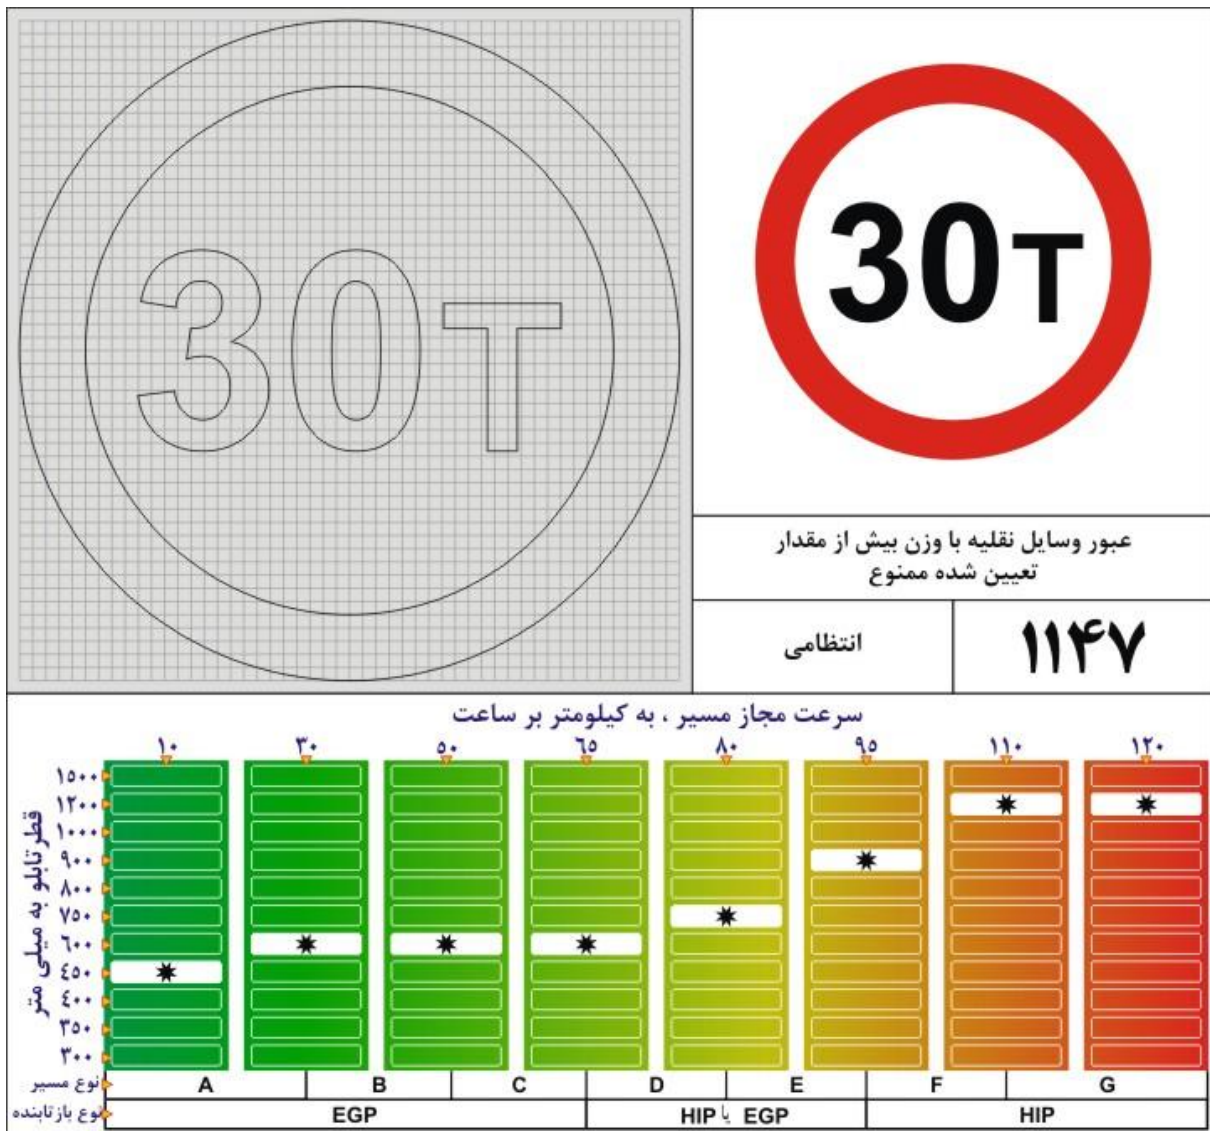 30T
30T
عبور وسایل نقلیه با وزن بیش از مقدار
تعیین شده ممنوع
۱۱۴۷
انتظامی
سرعت مجاز مسیر ، به کیلومتر بر ساعت
۱۰ ۳۰ ۵۰ ۶۵ ۸۰ ۹۵ ۱۱۰ ۱۲۰
قطر تابلو به میلی متر
۱۵۰۰
۱۲۰۰
۱۰۰۰
۹۰۰
۸۰۰
۷۵۰
۶۰۰
۴۵۰
۴۰۰
۳۵۰
۳۰۰
نوع مسیر A B C D E F G
نوع بازتابنده EGP HIP یا EGP HIP